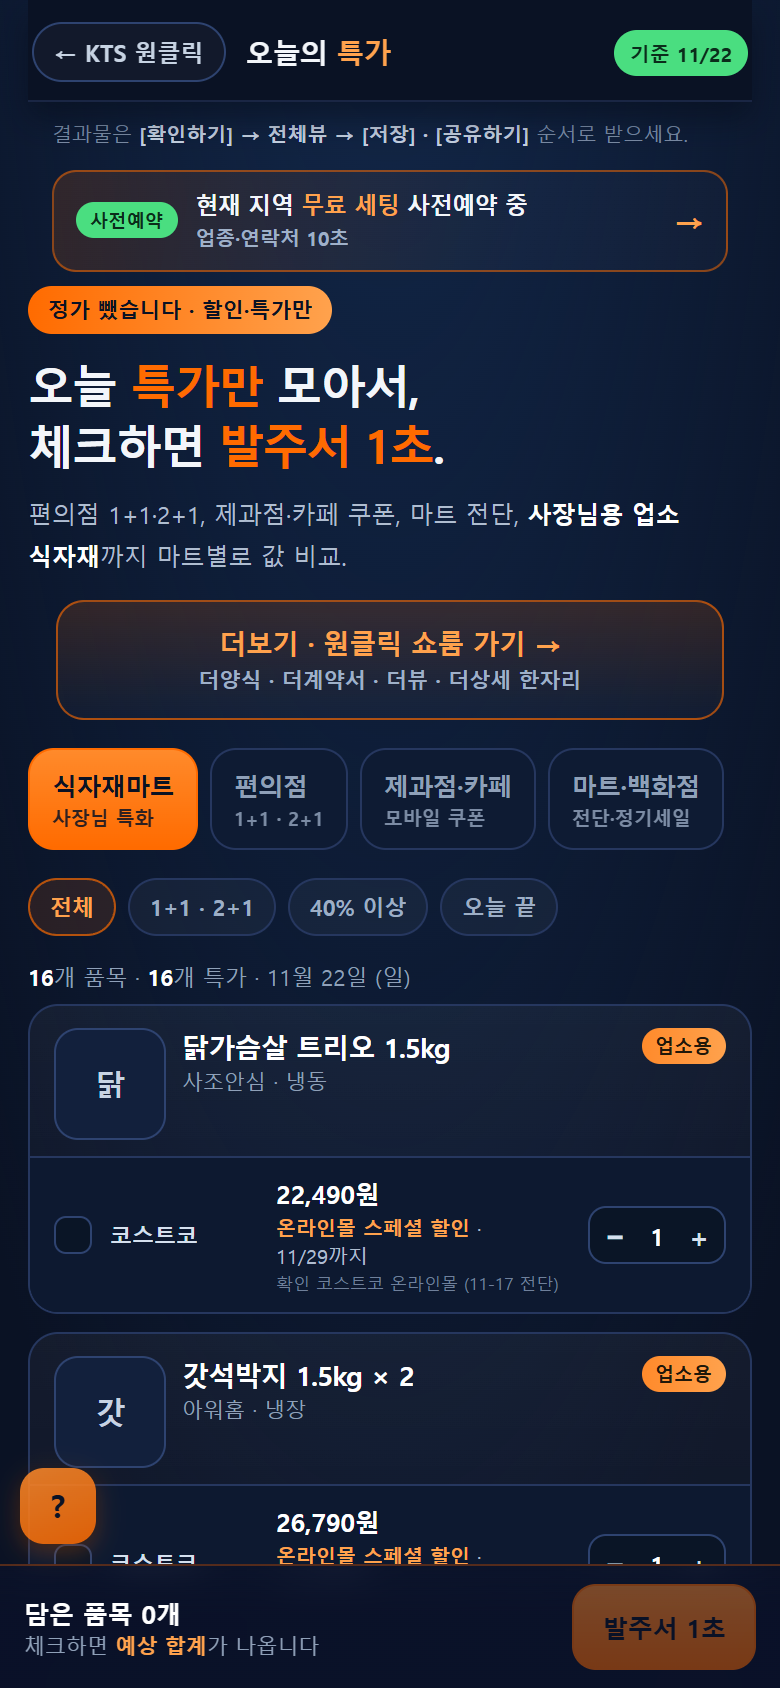 ← KTS 원클릭
오늘의 특가
기준 11/22
결과물은 [확인하기] → 전체뷰 → [저장] · [공유하기] 순서로 받으세요.
사전예약
현재 지역 무료 세팅 사전예약 중
업종·연락처 10초
→
정가 뺐습니다 · 할인·특가만
오늘 특가만 모아서,
체크하면 발주서 1초.
편의점 1+1·2+1, 제과점·카페 쿠폰, 마트 전단, 사장님용 업소
식자재까지 마트별로 값 비교.
더보기 · 원클릭 쇼룸 가기 →
더양식 · 더계약서 · 더뷰 · 더상세 한자리
식자재마트
사장님 특화
편의점
1+1 · 2+1
제과점·카페
모바일 쿠폰
마트·백화점
전단·정기세일
전체
1+1 · 2+1
40% 이상
오늘 끝
16개 품목 · 16개 특가 · 11월 22일 (일)
닭
닭가슴살 트리오 1.5kg
사조안심 · 냉동
업소용
코스트코
22,490원
온라인몰 스페셜 할인 ·
11/29까지
확인 코스트코 온라인몰 (11-17 전단)
− 1 +
갓
갓석박지 1.5kg × 2
아워홈 · 냉장
업소용
?
코스트코
26,790원
온라인몰 스페셜 할인 ·
− 1 +
담은 품목 0개
체크하면 예상 합계가 나옵니다
발주서 1초